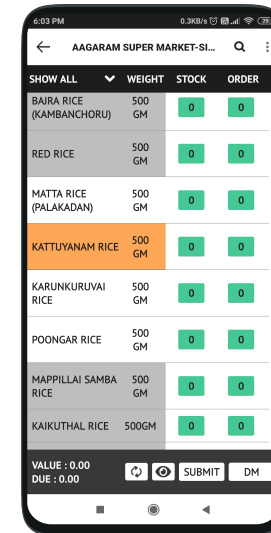 6:03 PM 0.3KB/s
AAGARAM SUPER MARKET-SI...
SHOW ALL WEIGHT STOCK ORDER
BAJRA RICE (KAMBANCHORU) 500 GM 0 0
RED RICE 500 GM 0 0
MATTA RICE (PALAKADAN) 500 GM 0 0
KATTUYANAM RICE 500 GM 0 0
KARUNKURUVAI RICE 500 GM 0 0
POONGAR RICE 500 GM 0 0
MAPPILLAI SAMBA RICE 500 GM 0 0
KAIKUTHAL RICE 500GM 0 0
VALUE : 0.00
DUE : 0.00
SUBMIT DM